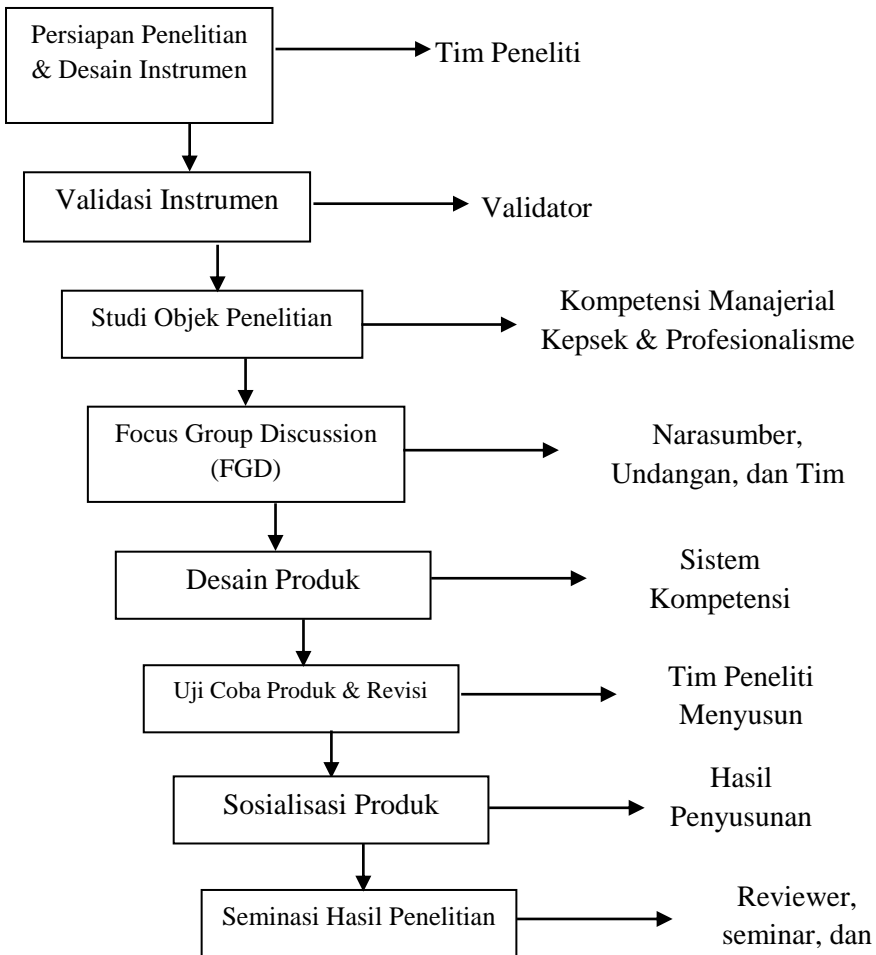 Persiapan Penelitian
& Desain Instrumen
Tim Peneliti
Validasi Instrumen
Validator
Studi Objek Penelitian
Kompetensi Manajerial
Kepsek & Profesionalisme
Focus Group Discussion
(FGD)
Narasumber,
Undangan, dan Tim
Desain Produk
Sistem
Kompetensi
Uji Coba Produk & Revisi
Tim Peneliti
Menyusun
Sosialisasi Produk
Hasil
Penyusunan
Seminasi Hasil Penelitian
Reviewer,
seminar, dan